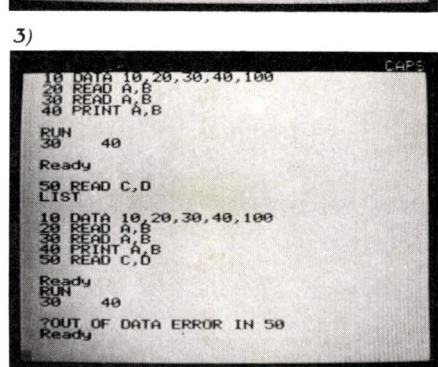 3)
CAPS
10 DATA 10,20,30,40,100
20 READ A,B
30 READ A,B
40 PRINT A,B
RUN
30 40
Ready
50 READ C,D
LIST
10 DATA 10,20,30,40,100
20 READ A,B
30 READ A,B
40 PRINT A,B
50 READ C,D
Ready
RUN
30 40
?OUT OF DATA ERROR IN 50
Ready